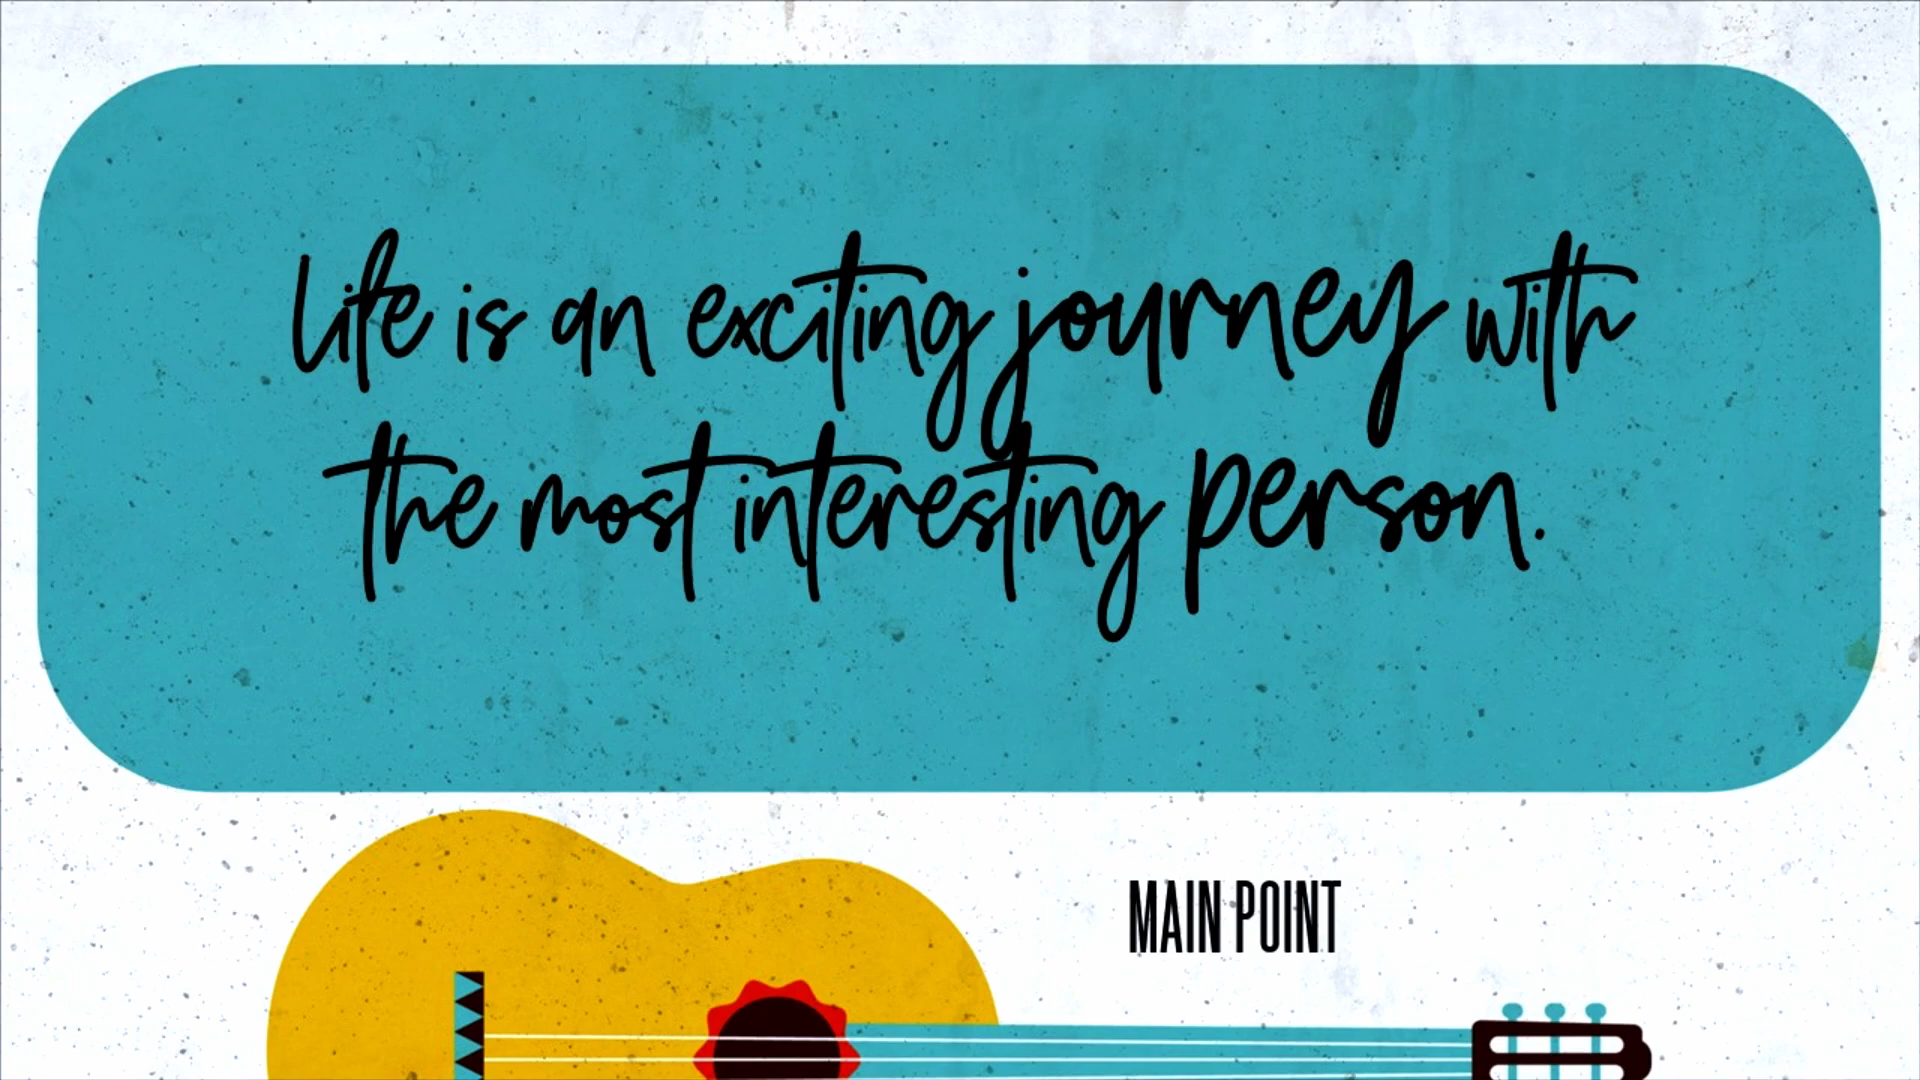 Life is an exciting journey with
the most interesting person.
MAIN POINT